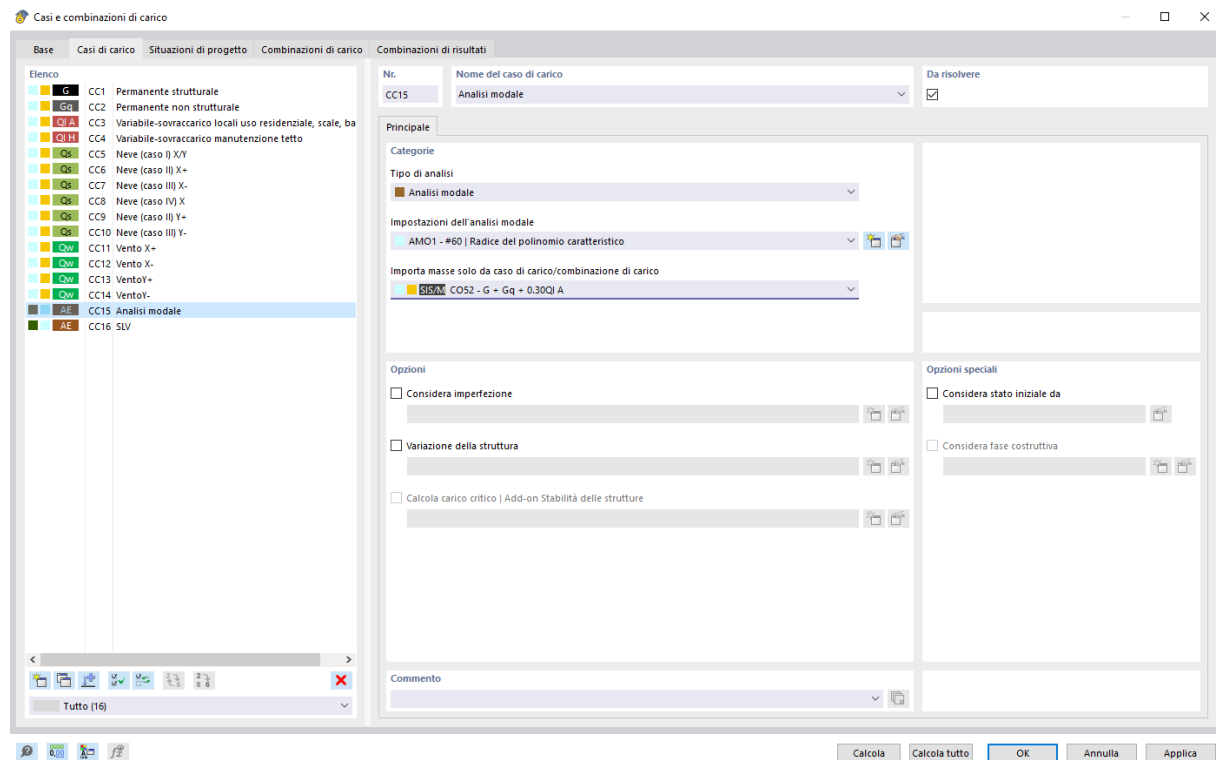 Casi e combinazioni di carico
Base Casi di carico Situazioni di progetto Combinazioni di carico Combinazioni di risultati
Elenco
G CC1 Permanente strutturale
Gq CC2 Permanente non strutturale
QI A CC3 Variabile-sovraccarico locali uso residenziale, scale, ba
QI H CC4 Variabile-sovraccarico manutenzione tetto
Qs CC5 Neve (caso I) X/Y
Qs CC6 Neve (caso II) X+
Qs CC7 Neve (caso III) X-
Qs CC8 Neve (caso IV) X
Qs CC9 Neve (caso II) Y+
Qs CC10 Neve (caso III) Y-
Qw CC11 Vento X+
Qw CC12 Vento X-
Qw CC13 VentoY+
Qw CC14 VentoY-
AE CC15 Analisi modale
AE CC16 SLV
Tutto (16)
Nr. Nome del caso di carico Da risolvere
CC15 Analisi modale
Principale
Categorie
Tipo di analisi
Analisi modale
Impostazioni dell'analisi modale
AMO1 - #60 | Radice del polinomio caratteristico
Importa masse solo da caso di carico/combinazione di carico
SIS/M CO52 - G + Gq + 0.30QI A
Opzioni
Considera imperfezione
Variazione della struttura
Calcola carico critico | Add-on Stabilità delle strutture
Opzioni speciali
Considera stato iniziale da
Considera fase costruttiva
Commento
0,00
Calcola Calcola tutto OK Annulla Applica